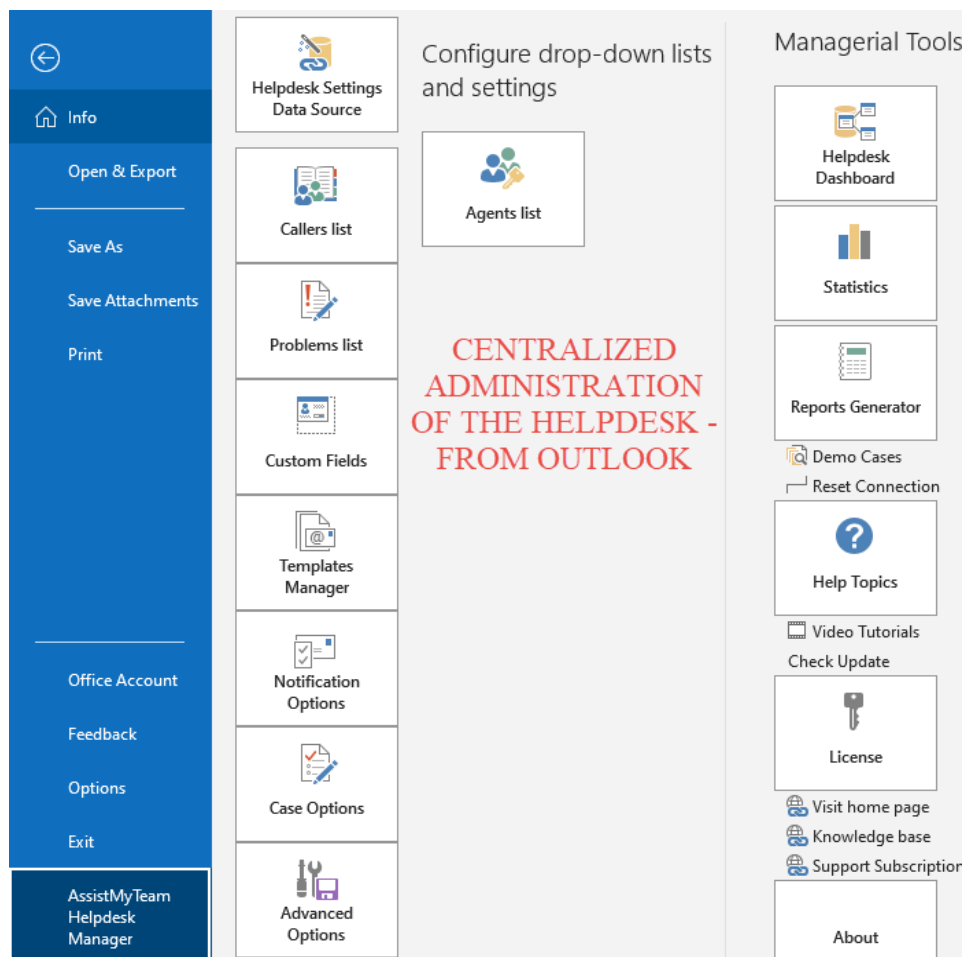 Info
Open & Export
Save As
Save Attachments
Print
Office Account
Feedback
Options
Exit
AssistMyTeam
Helpdesk
Manager
Helpdesk Settings
Data Source
Callers list
Problems list
Custom Fields
@
Templates
Manager
Notification
Options
Case Options
Advanced
Options
Configure drop-down lists
and settings
Agents list
CENTRALIZED
ADMINISTRATION
OF THE HELPDESK -
FROM OUTLOOK
Managerial Tools
Helpdesk
Dashboard
Statistics
Reports Generator
Demo Cases
Reset Connection
?
Help Topics
Video Tutorials
Check Update
License
Visit home page
Knowledge base
Support Subscription
About